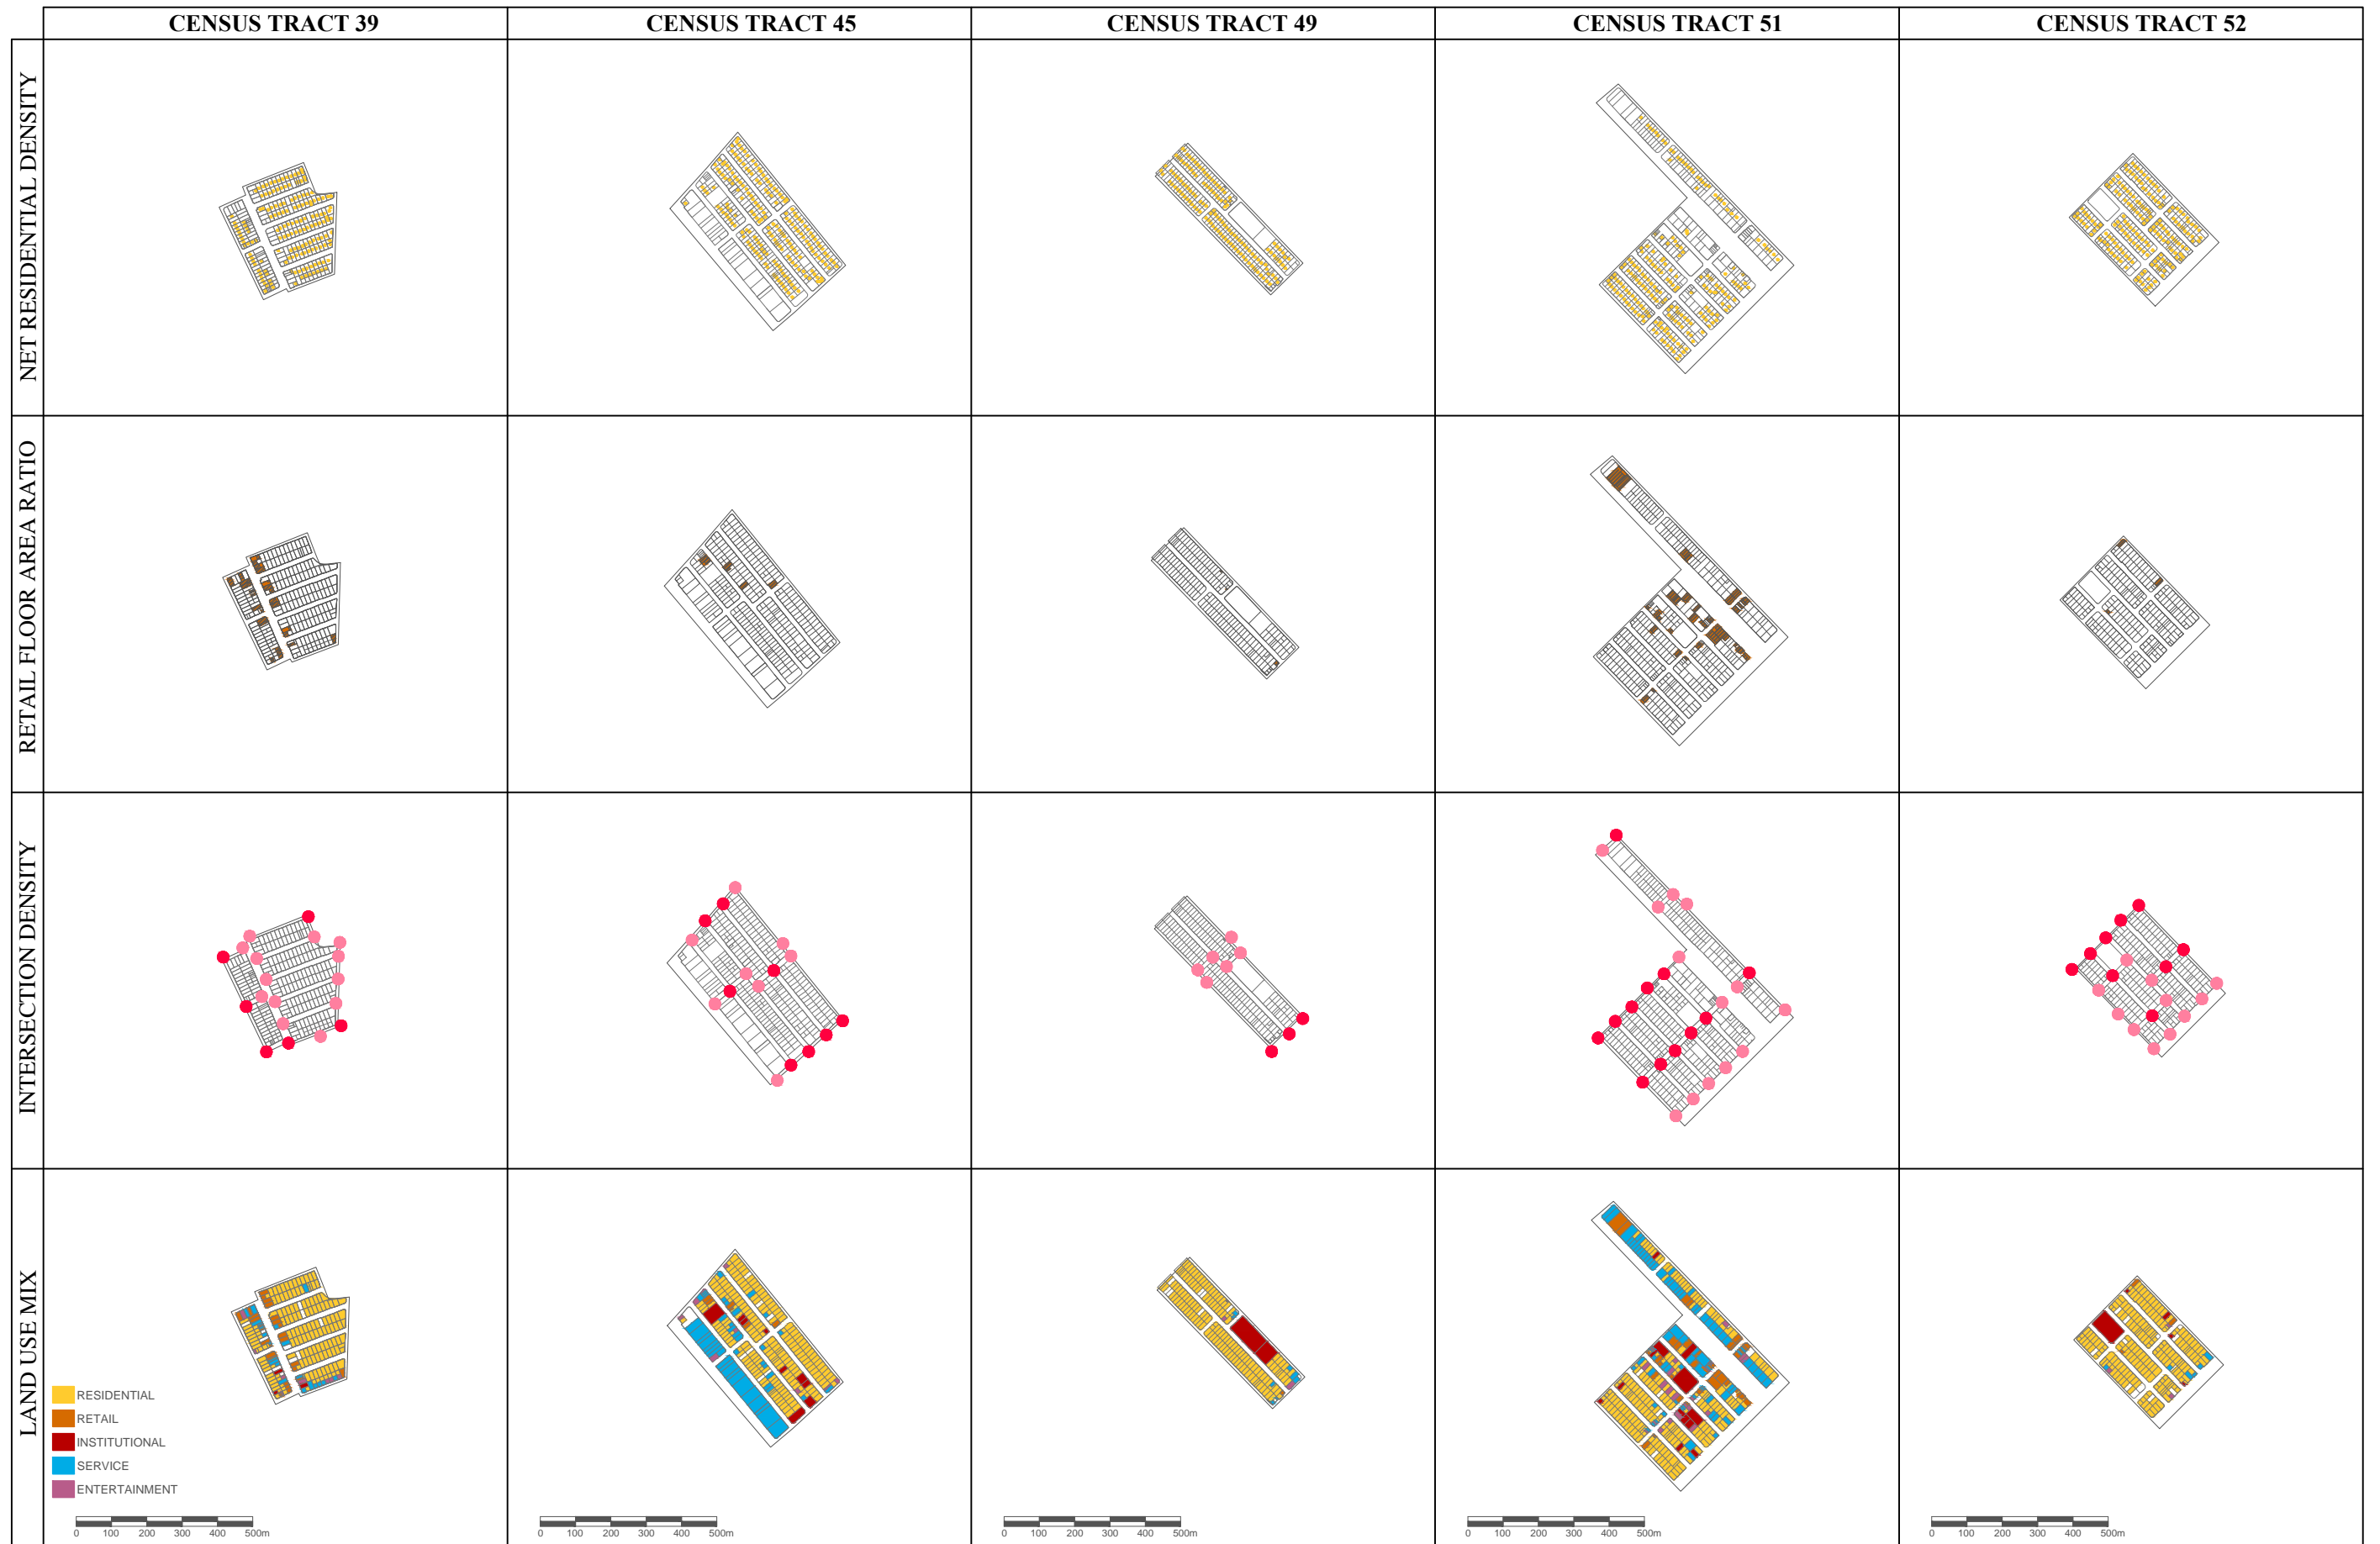 CENSUS TRACT 39
CENSUS TRACT 45
CENSUS TRACT 49
CENSUS TRACT 51
CENSUS TRACT 52
NET RESIDENTIAL DENSITY
RETAIL FLOOR AREA RATIO
INTERSECTION DENSITY
LAND USE MIX
RESIDENTIAL
RETAIL
INSTITUTIONAL
SERVICE
ENTERTAINMENT
0 100 200 300 400 500m
0 100 200 300 400 500m
0 100 200 300 400 500m
0 100 200 300 400 500m
0 100 200 300 400 500m